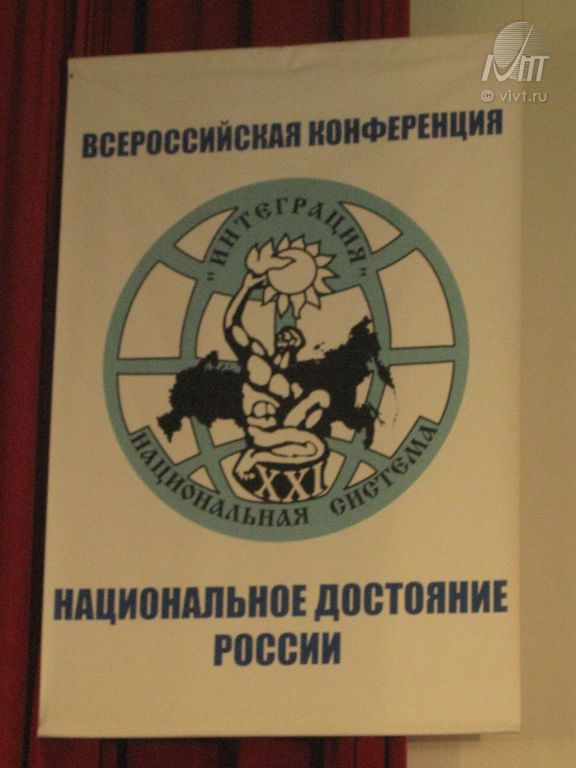 © vivt.ru
ВСЕРОССИЙСКАЯ КОНФЕРЕНЦИЯ
"ИНТЕГРАЦИЯ"
XXI
НАЦИОНАЛЬНАЯ СИСТЕМА
НАЦИОНАЛЬНОЕ ДОСТОЯНИЕ
РОССИИ